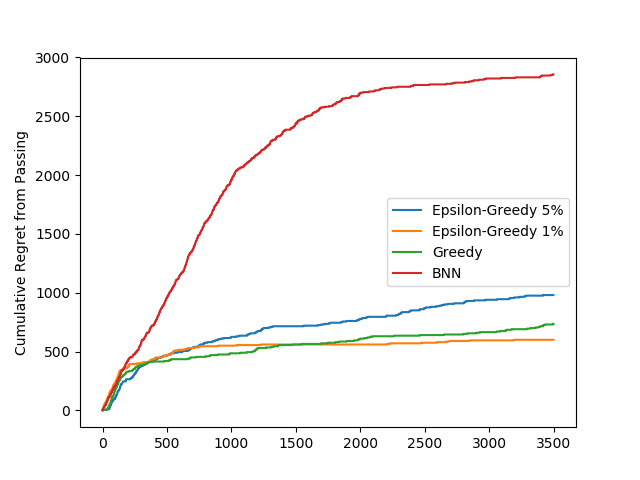 3000
2500
2000
1500
1000
500
0
Cumulative Regret from Passing
Epsilon-Greedy 5%
Epsilon-Greedy 1%
Greedy
BNN
0 500 1000 1500 2000 2500 3000 3500